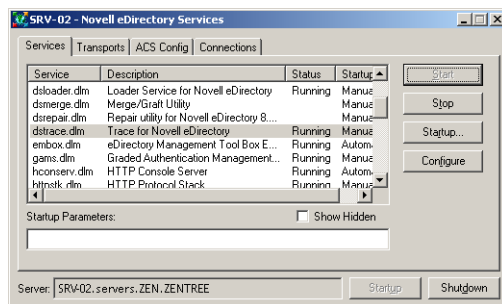 SRV-02 - Novell eDirectory Services
Services Transports ACS Config Connections
Service Description Status Startup
dsloader.dlm Loader Service for Novell eDirectory Running Manua
dsmerge.dlm Merge/Graft Utility Manua
dsrepair.dlm Repair utility for Novell eDirectory 8.... Manua
dstrace.dlm Trace for Novell eDirectory Running Manua
embox.dlm eDirectory Management Tool Box E... Running Autom
gams.dlm Graded Authentication Management... Running Manua
hconserv.dlm HTTP Console Server Running Autom
httpstk.dlm HTTP Protocol Stack Running Manua
Start
Stop
Startup...
Configure
Startup Parameters: Show Hidden
Server: SRV-02.servers.ZEN.ZENTREE Startup Shutdown